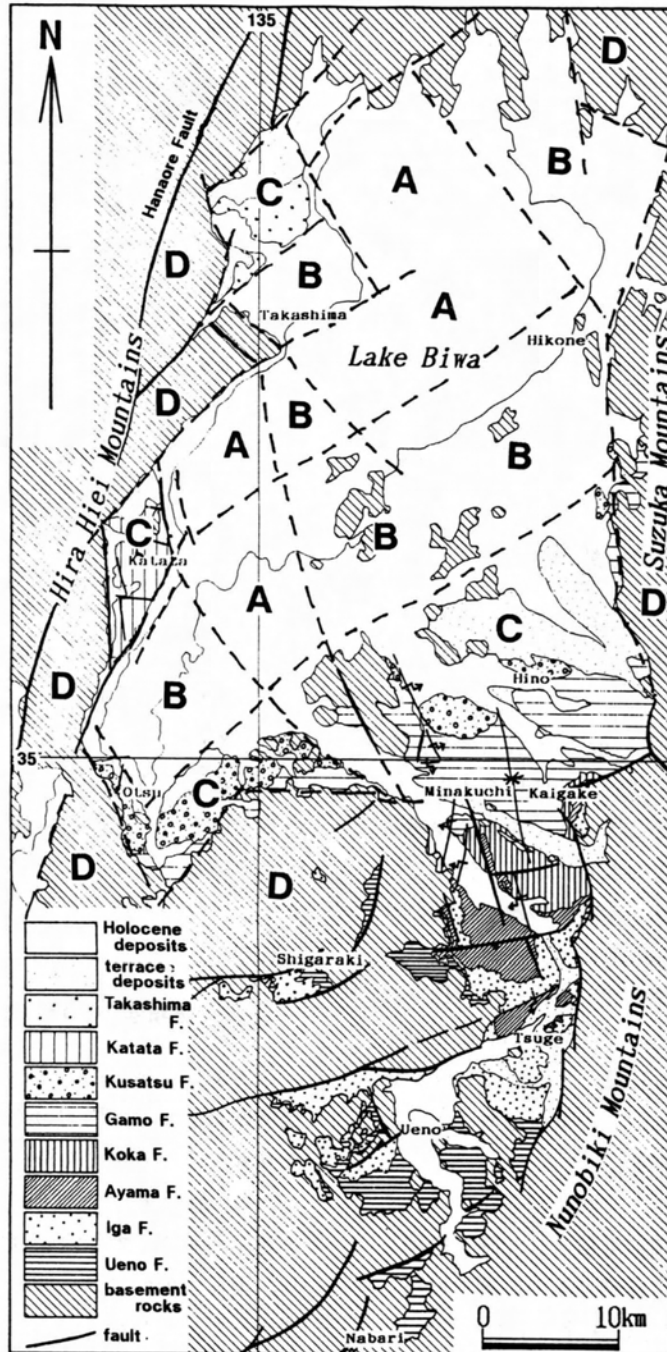 135
N
D
Hanaore Fault
A
B
C
D
B
Takashima
A
Hikone
Lake Biwa
D
B
A
B
Hira Hiei Mountains
Suzuka Mountains
C
Katata
B
A
D
C
Hino
D
B
35
Minakuchi
Kaigake
Otsu
C
D
D
Holocene
deposits
terrace
deposits
Takashima
F.
Katata F.
Kusatsu F.
Gamo F.
Koka F.
Ayama F.
Iga F.
Ueno F.
basement
rocks
fault
Shigaraki
Tsuge
Ueno
Nunobiki Mountains
Nabari
0
10km